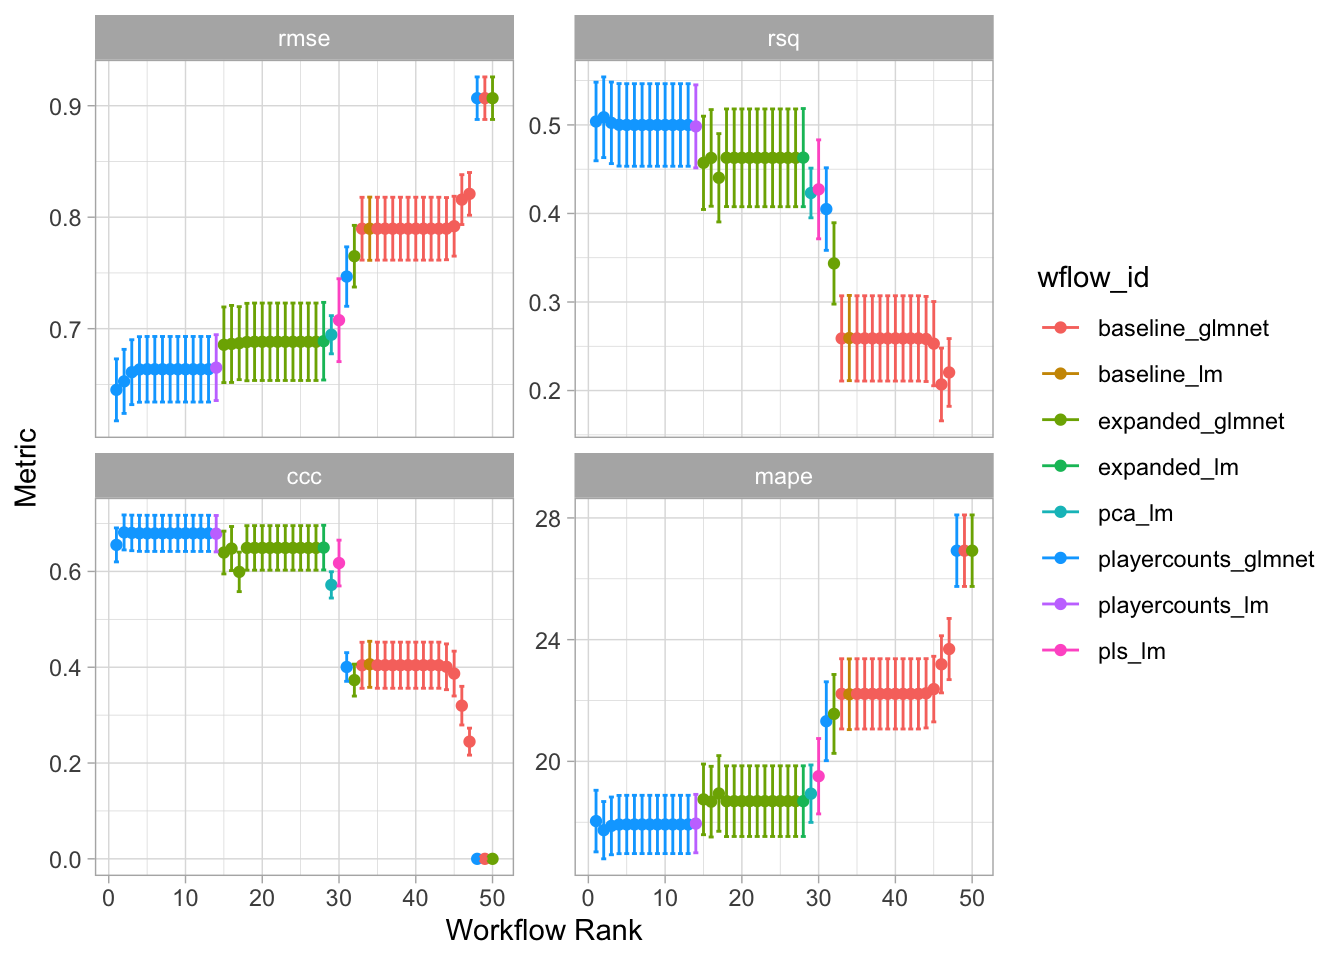 rmse
rsq
0.9
0.8
0.7
0.5
0.4
0.3
0.2
ccc
mape
0.6
0.4
0.2
0.0
28
24
20
0 10 20 30 40 50
0 10 20 30 40 50
Workflow Rank
Metric
wflow_id
baseline_glmnet
baseline_lm
expanded_glmnet
expanded_lm
pca_lm
playercounts_glmnet
playercounts_lm
pls_lm